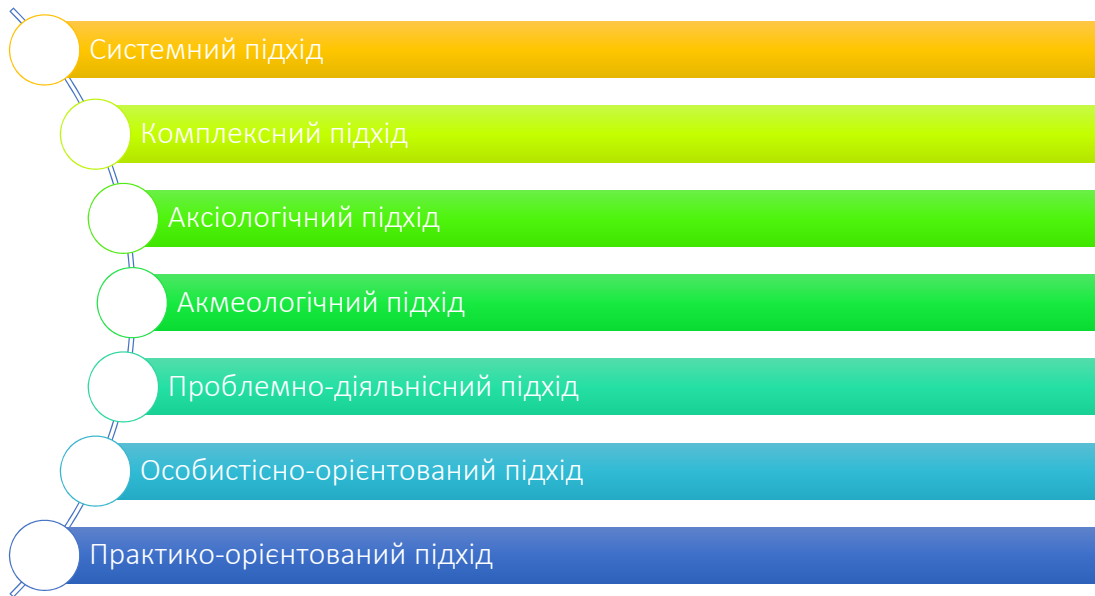 Системний підхід
Комплексний підхід
Аксіологічний підхід
Акмеологічний підхід
Проблемно-діяльнісний підхід
Особистісно-орієнтований підхід
Практико-орієнтований підхід